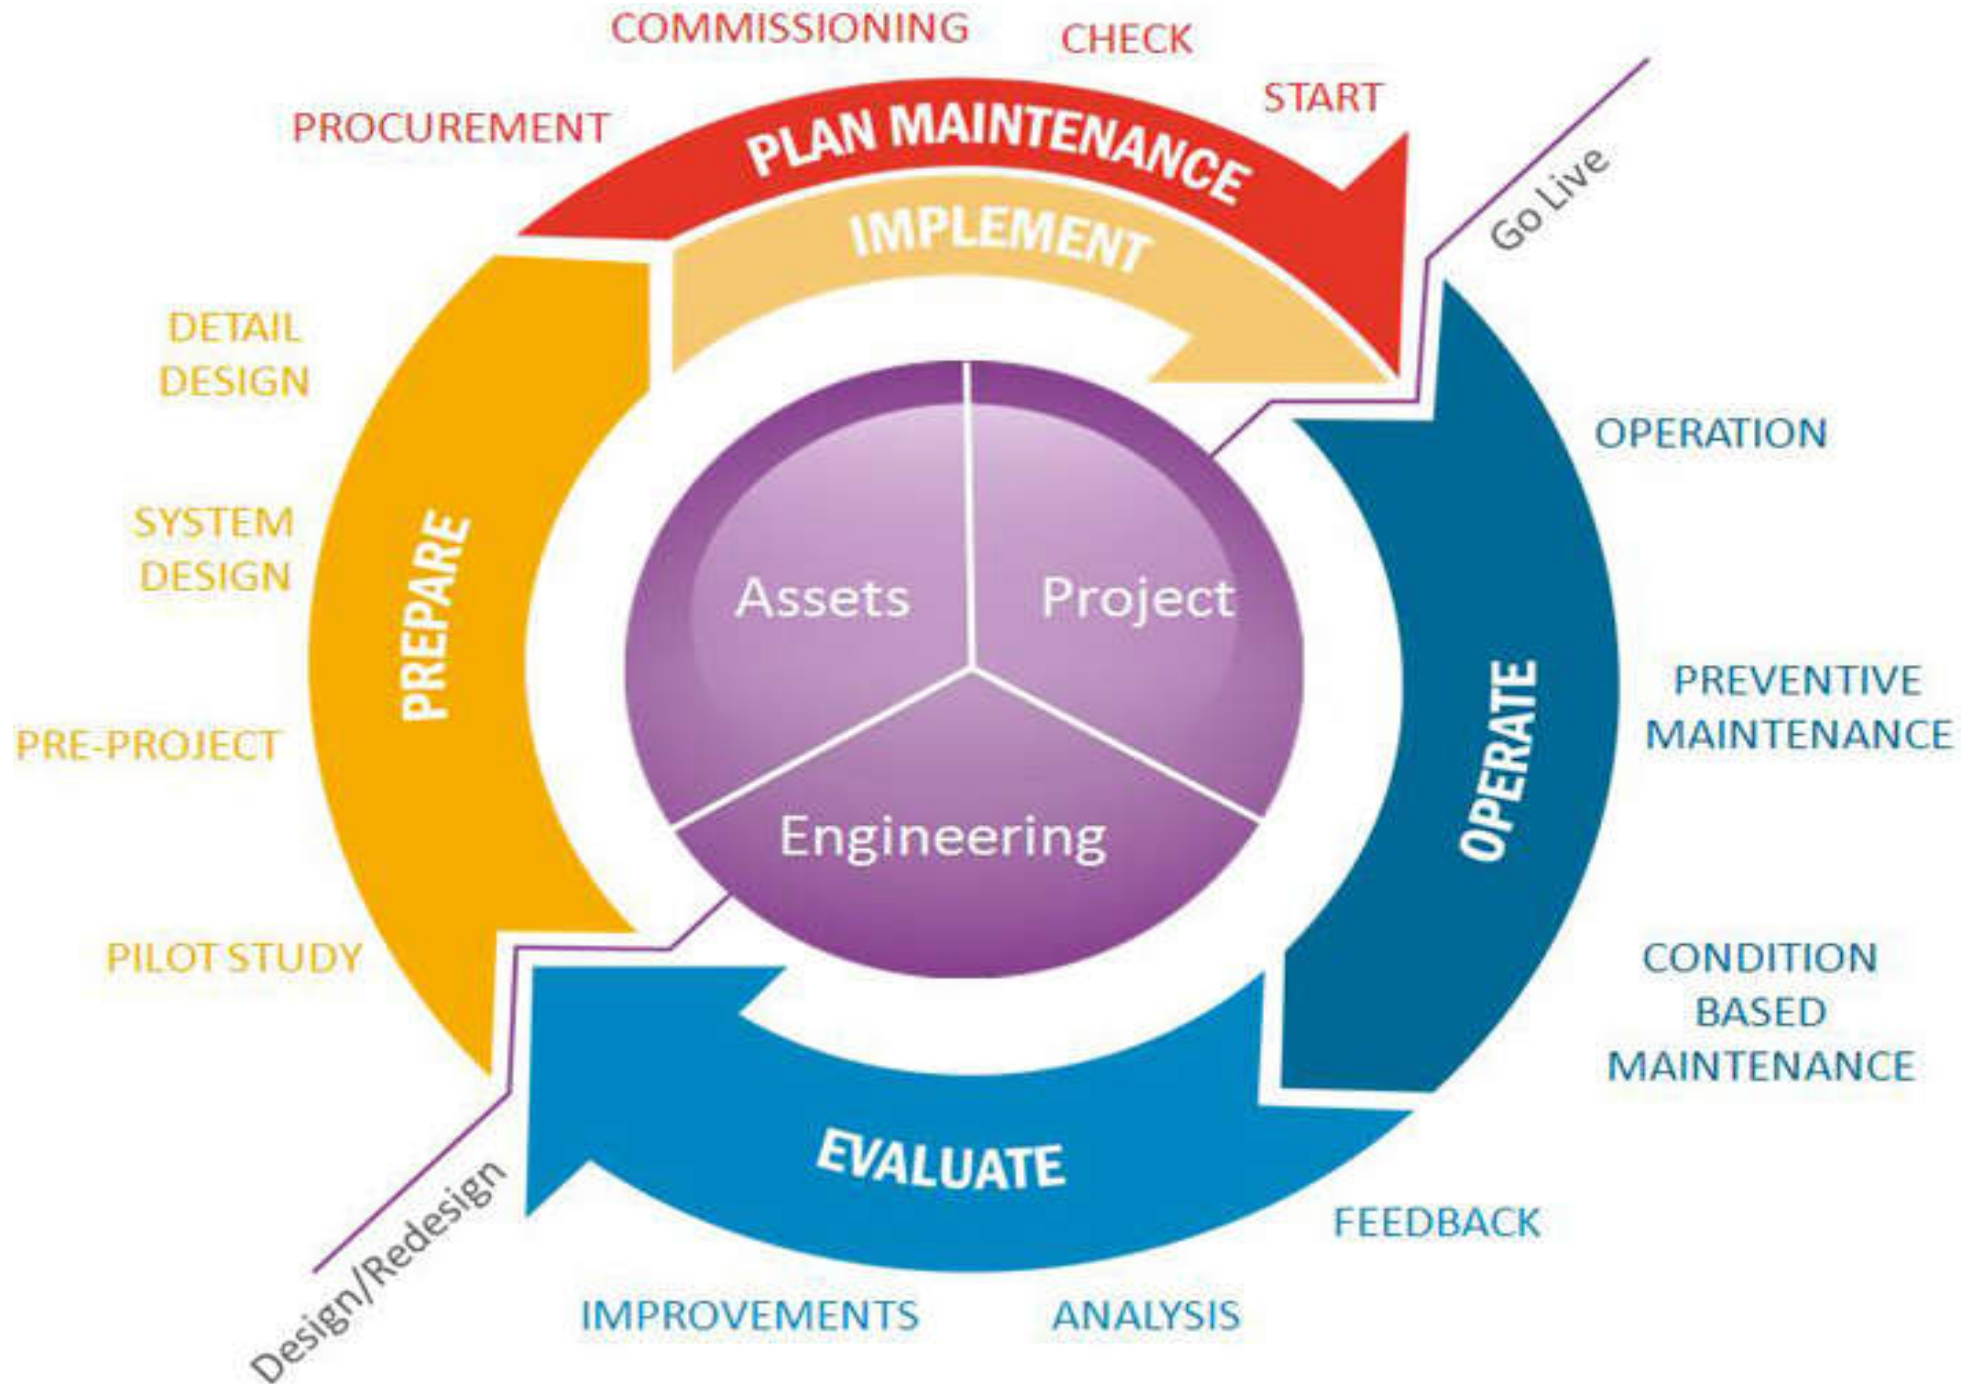 COMMISSIONING
CHECK
START
PROCUREMENT
PLAN MAINTENANCE
IMPLEMENT
Go Live
DETAIL
DESIGN
SYSTEM
DESIGN
PREPARE
PRE-PROJECT
PILOT STUDY
Assets
Project
Engineering
OPERATION
OPERATE
PREVENTIVE
MAINTENANCE
CONDITION
BASED
MAINTENANCE
EVALUATE
FEEDBACK
ANALYSIS
IMPROVEMENTS
Design/Redesign